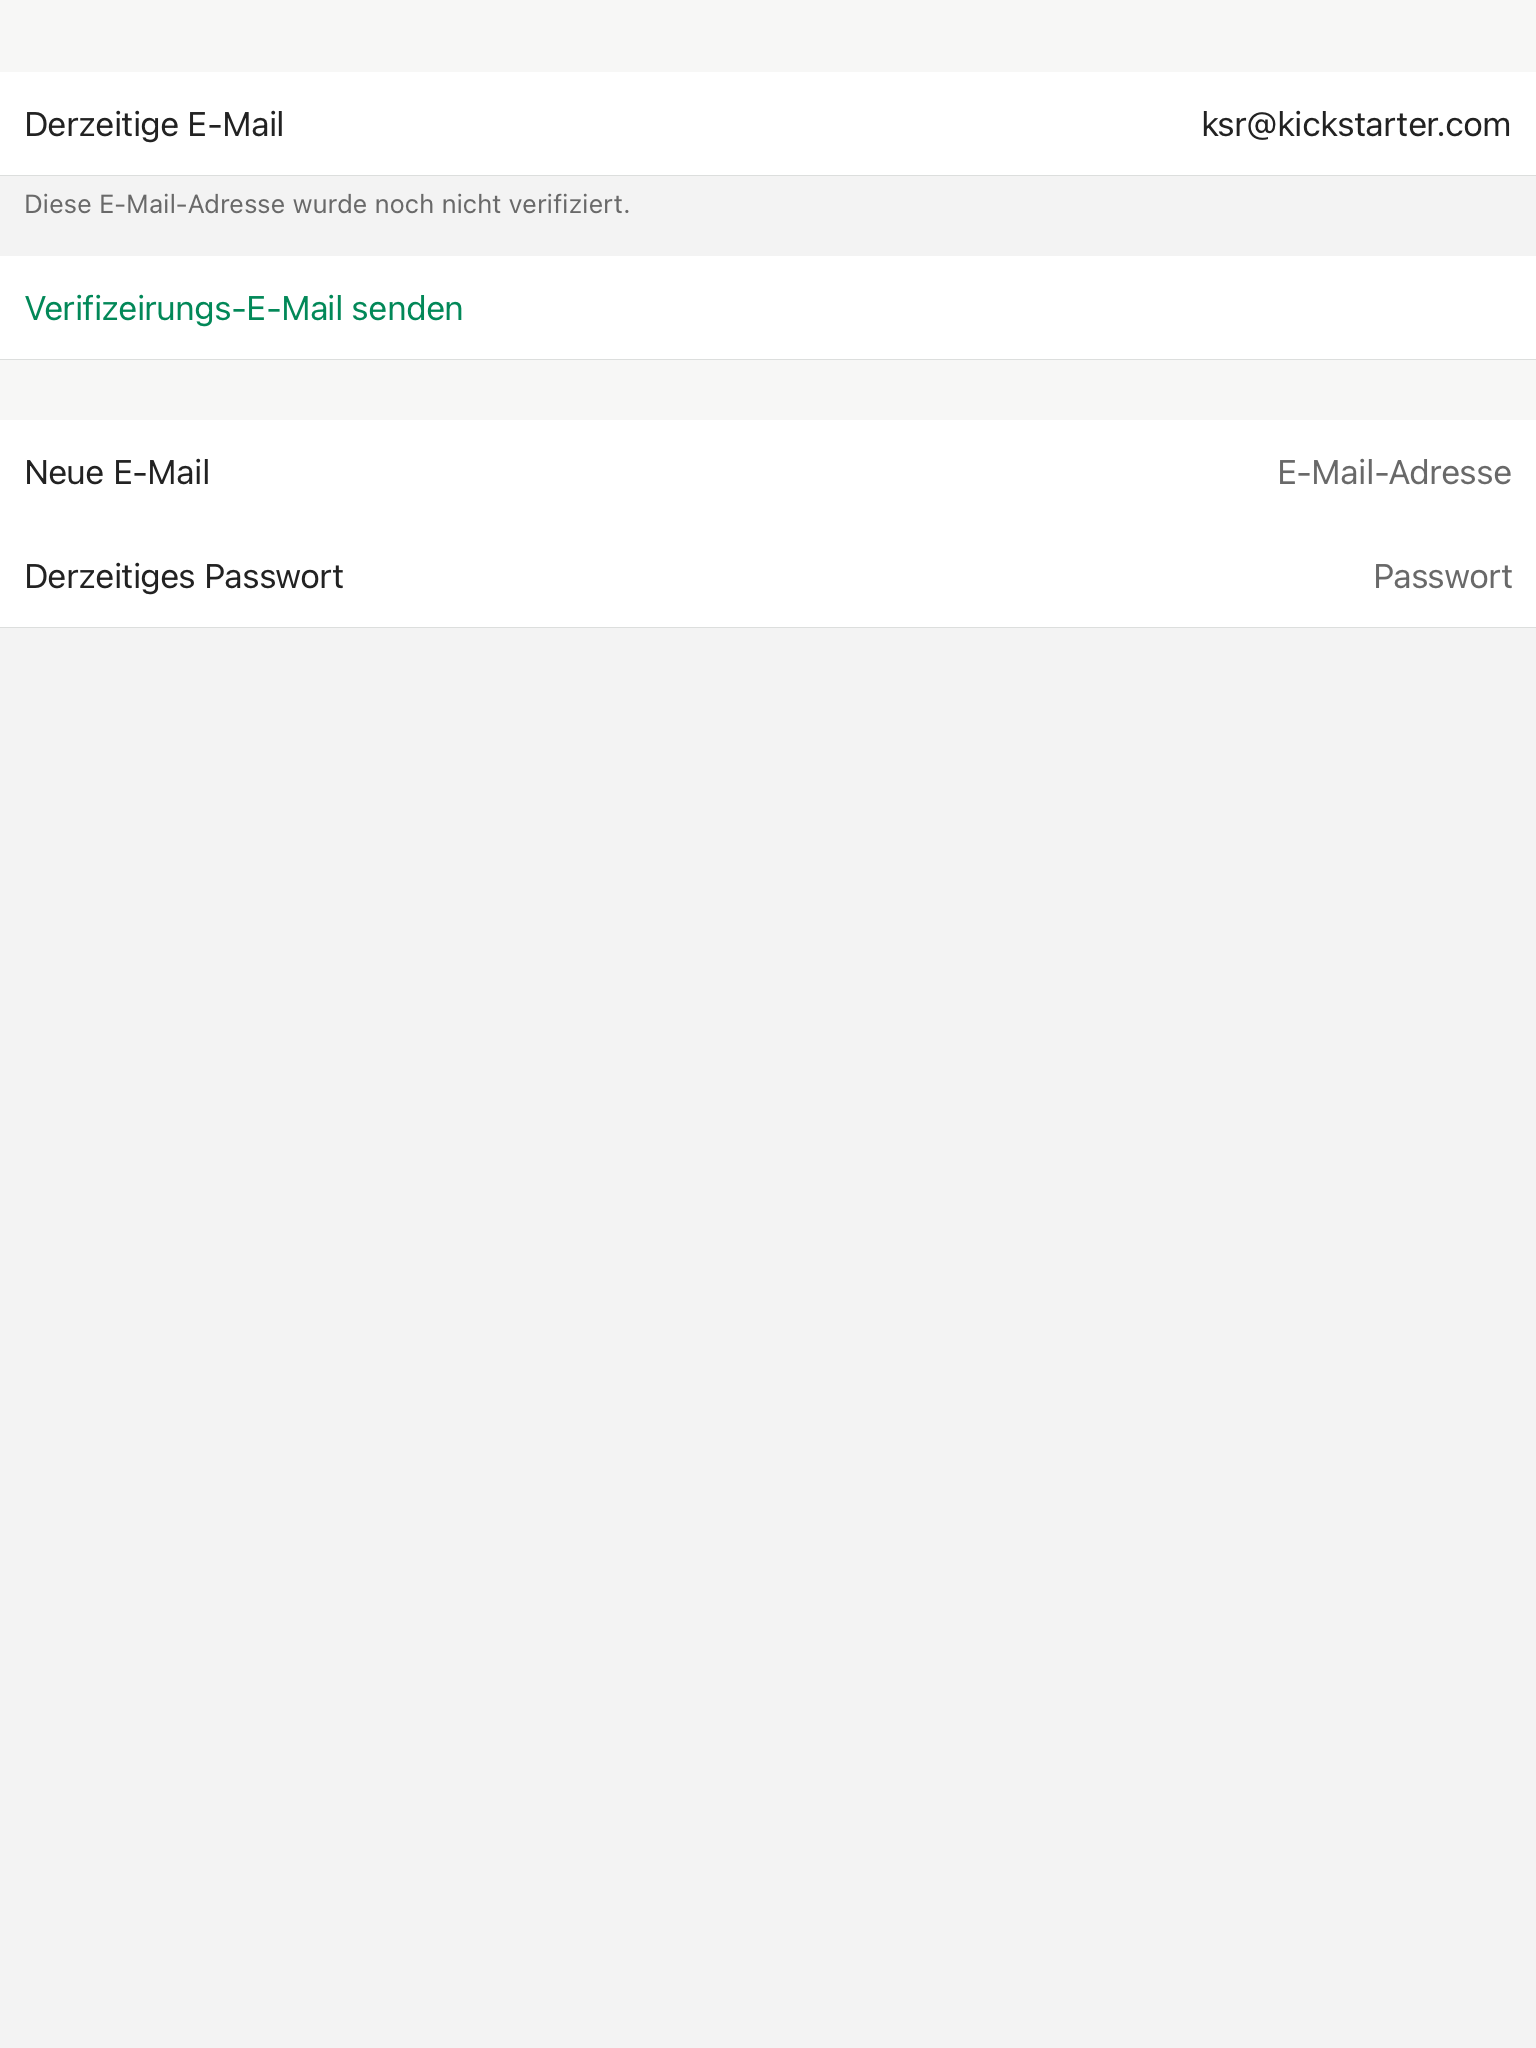 Derzeitige E-Mail ksr@kickstarter.com
Diese E-Mail-Adresse wurde noch nicht verifiziert.
Verifizeirungs-E-Mail senden
Neue E-Mail E-Mail-Adresse
Derzeitiges Passwort Passwort